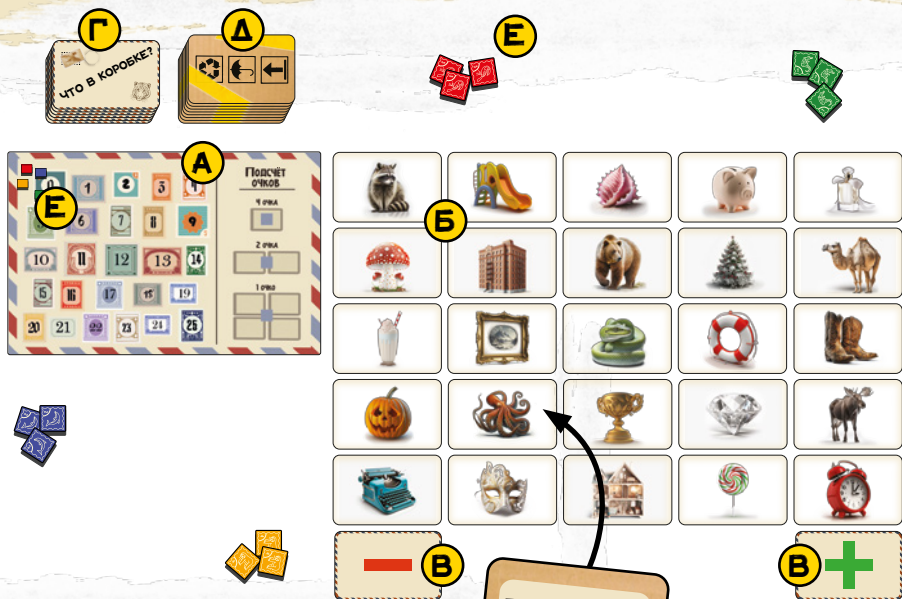 Г
Д
Е
ЧТО В КОРОБКЕ?
А
Е
Подсчёт
очков
4 очка
2 очка
1 очко
1 2 3 4
6 7 8 9
10 11 12 13 14
15 16 17 18 19
20 21 22 23 24 25
Б
В
В